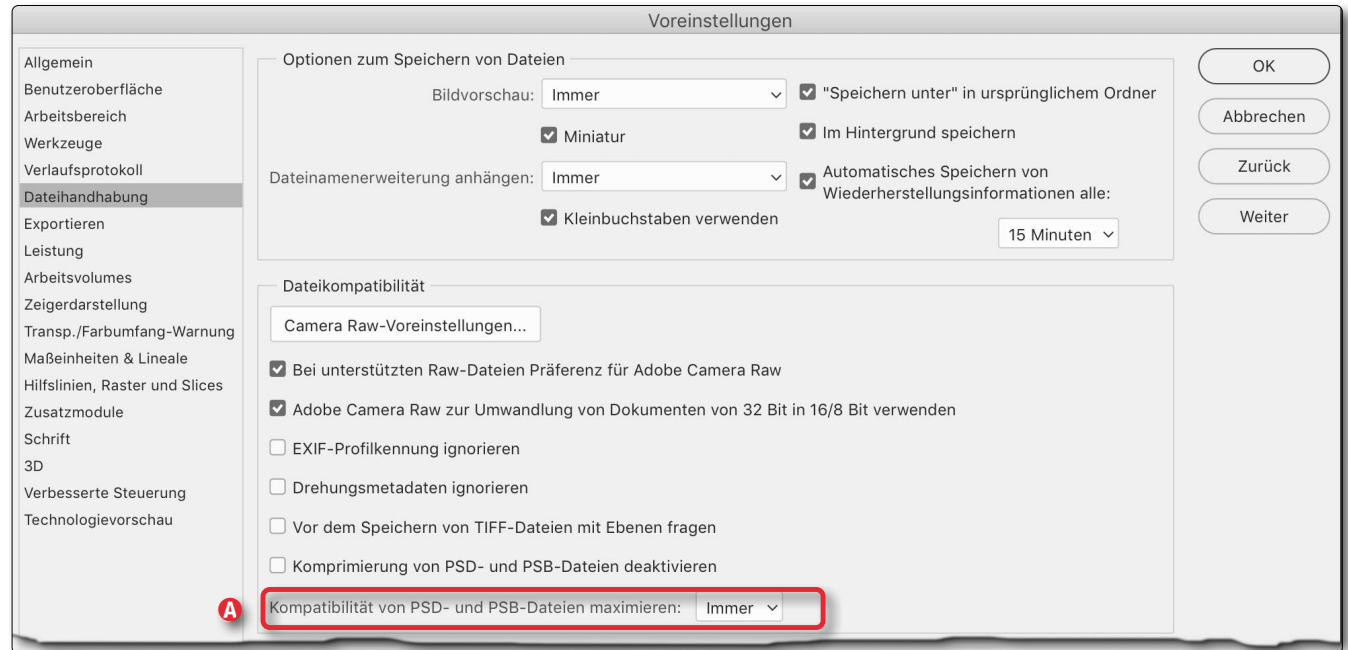 Voreinstellungen
Allgemein
Benutzeroberfläche
Arbeitsbereich
Werkzeuge
Verlaufsprotokoll
Dateihandhabung
Exportieren
Leistung
Arbeitsvolumes
Zeigerdarstellung
Transp./Farbumfang-Warnung
Maßeinheiten & Lineale
Hilfslinien, Raster und Slices
Zusatzmodule
Schrift
3D
Verbesserte Steuerung
Technologievorschau
Optionen zum Speichern von Dateien
Bildvorschau: Immer
Miniatur
Dateinamenerweiterung anhängen: Immer
Kleinbuchstaben verwenden
"Speichern unter" in ursprünglichem Ordner
Im Hintergrund speichern
Automatisches Speichern von
Wiederherstellungsinformationen alle:
15 Minuten
Dateikompatibilität
Camera Raw-Voreinstellungen...
Bei unterstützten Raw-Dateien Präferenz für Adobe Camera Raw
Adobe Camera Raw zur Umwandlung von Dokumenten von 32 Bit in 16/8 Bit verwenden
EXIF-Profilkennung ignorieren
Drehungsmetadaten ignorieren
Vor dem Speichern von TIFF-Dateien mit Ebenen fragen
Komprimierung von PSD- und PSB-Dateien deaktivieren
A Kompatibilität von PSD- und PSB-Dateien maximieren: Immer
OK
Abbrechen
Zurück
Weiter